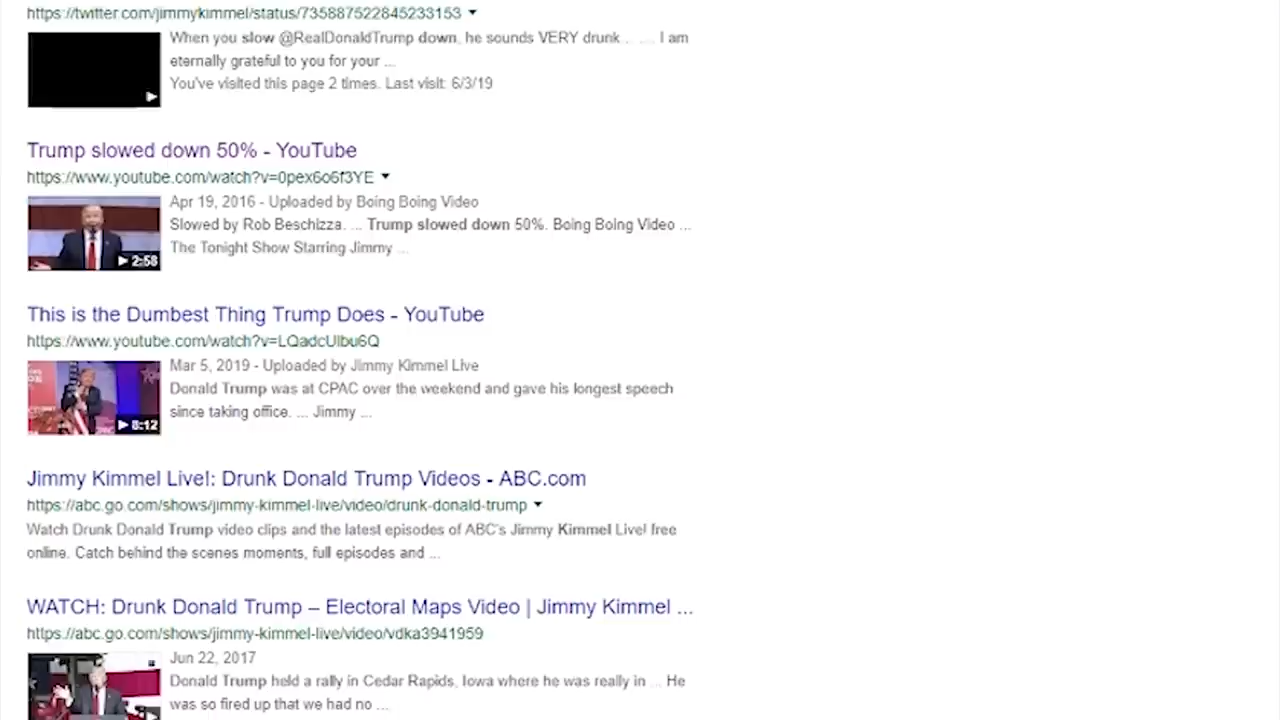 https://twitter.com/jimmykimmel/status/735887522845233153
When you slow @RealDonaldTrump down, he sounds VERY drunk ... ... I am
eternally grateful to you for your ...
You've visited this page 2 times. Last visit: 6/3/19
Trump slowed down 50% - YouTube
https://www.youtube.com/watch?v=0pex6o6f3YE
Apr 19, 2016 - Uploaded by Boing Boing Video
Slowed by Rob Beschizza. ... Trump slowed down 50%. Boing Boing Video ...
The Tonight Show Starring Jimmy ...
2:58
This is the Dumbest Thing Trump Does - YouTube
https://www.youtube.com/watch?v=LQadcUlbu6Q
Mar 5, 2019 - Uploaded by Jimmy Kimmel Live
Donald Trump was at CPAC over the weekend and gave his longest speech
since taking office. ... Jimmy ...
8:12
Jimmy Kimmel Live!: Drunk Donald Trump Videos - ABC.com
https://abc.go.com/shows/jimmy-kimmel-live/video/drunk-donald-trump
Watch Drunk Donald Trump video clips and the latest episodes of ABC's Jimmy Kimmel Live! free
online. Catch behind the scenes moments, full episodes and ...
WATCH: Drunk Donald Trump – Electoral Maps Video | Jimmy Kimmel ...
https://abc.go.com/shows/jimmy-kimmel-live/video/vdka3941959
Jun 22, 2017
Donald Trump held a rally in Cedar Rapids, Iowa where he was really in ... He
was so fired up that we had no ...